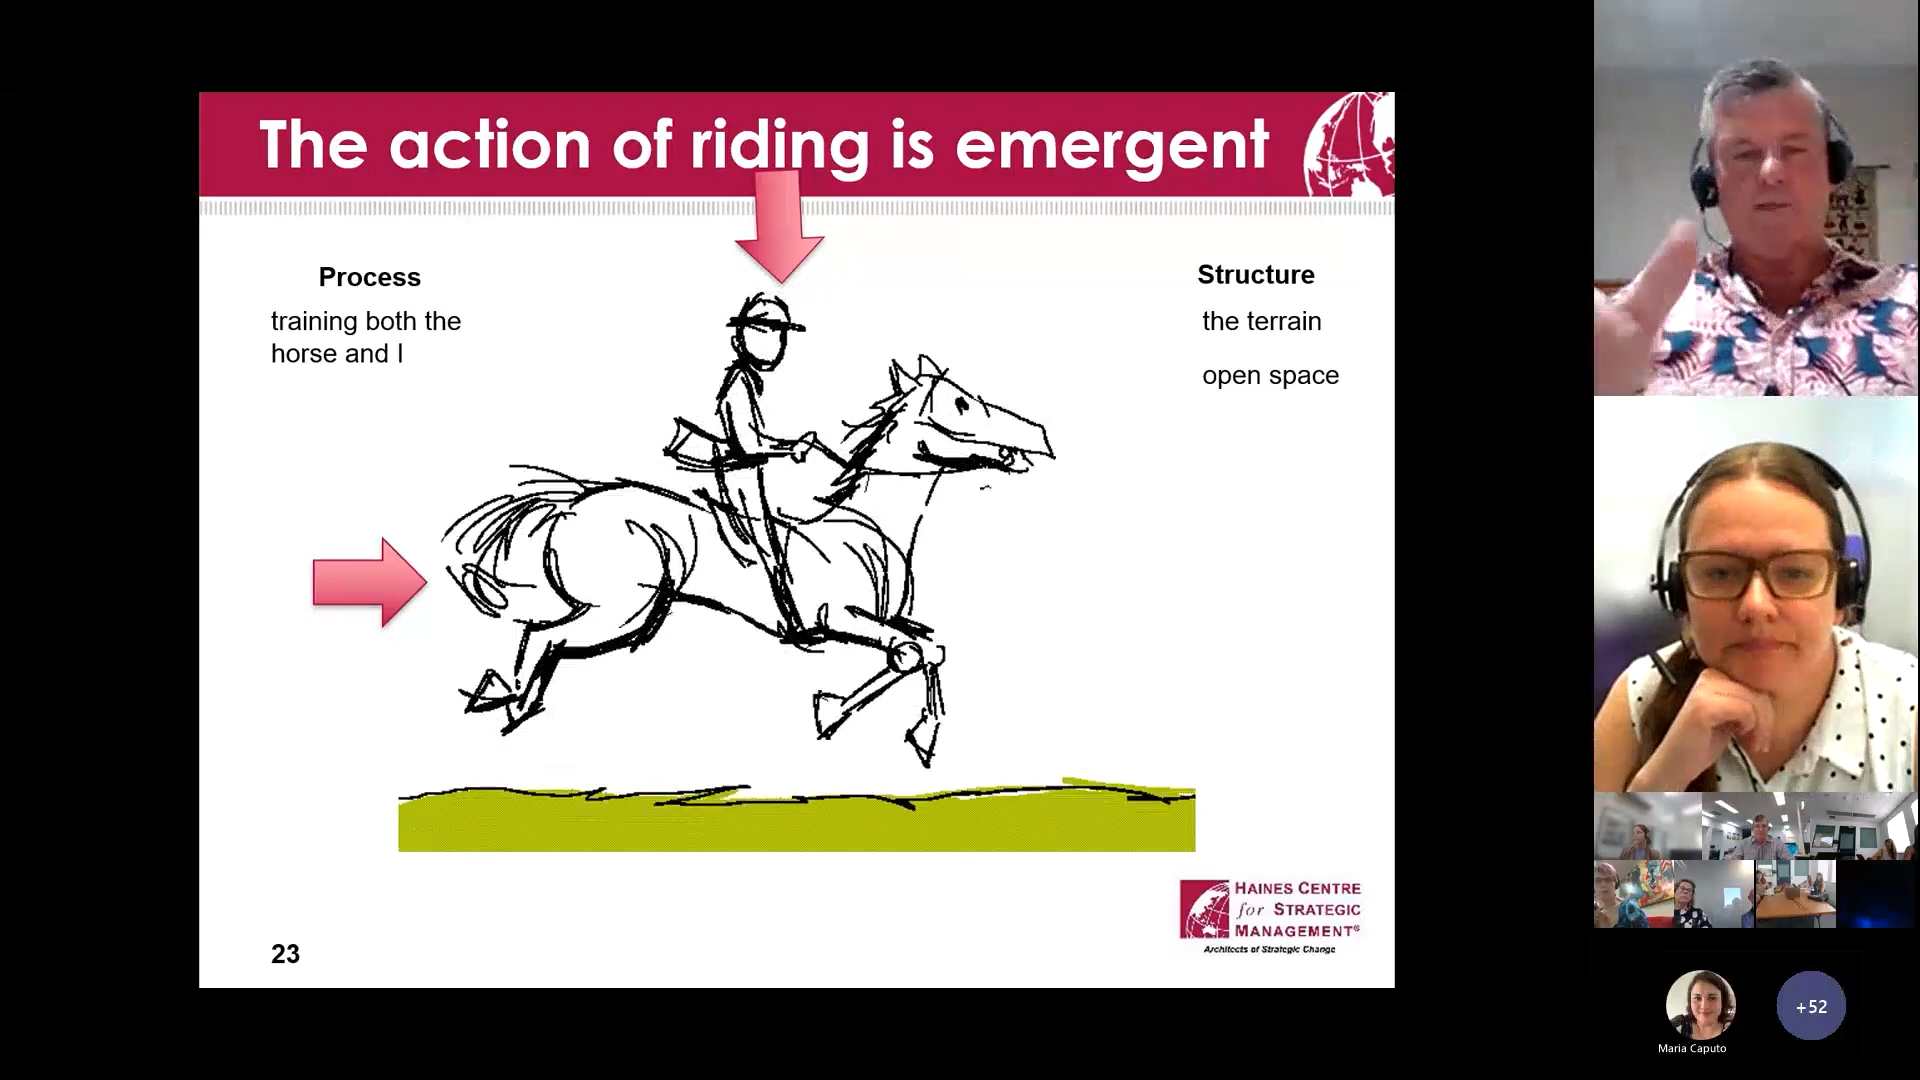 The action of riding is emergent
Process
training both the
horse and I
Structure
the terrain
open space
HAINES CENTRE
for STRATEGIC
MANAGEMENT®
Architects of Strategic Change
23
Maria Caputo
+52